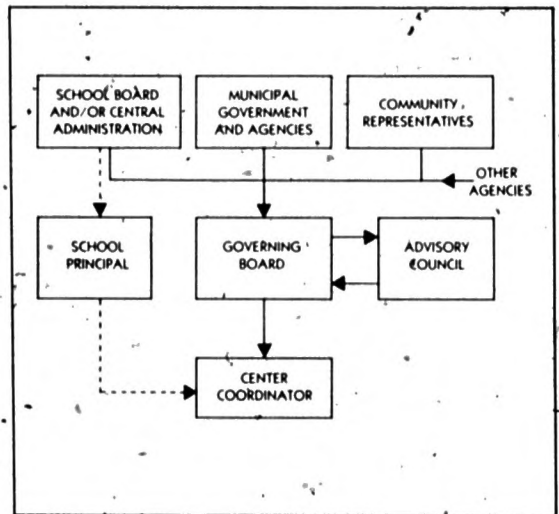 SCHOOL BOARD
AND/OR CENTRAL
ADMINISTRATION
MUNICIPAL
GOVERNMENT
AND AGENCIES
COMMUNITY
REPRESENTATIVES
OTHER
AGENCIES
SCHOOL
PRINCIPAL
GOVERNING
BOARD
ADVISORY
COUNCIL
CENTER
COORDINATOR